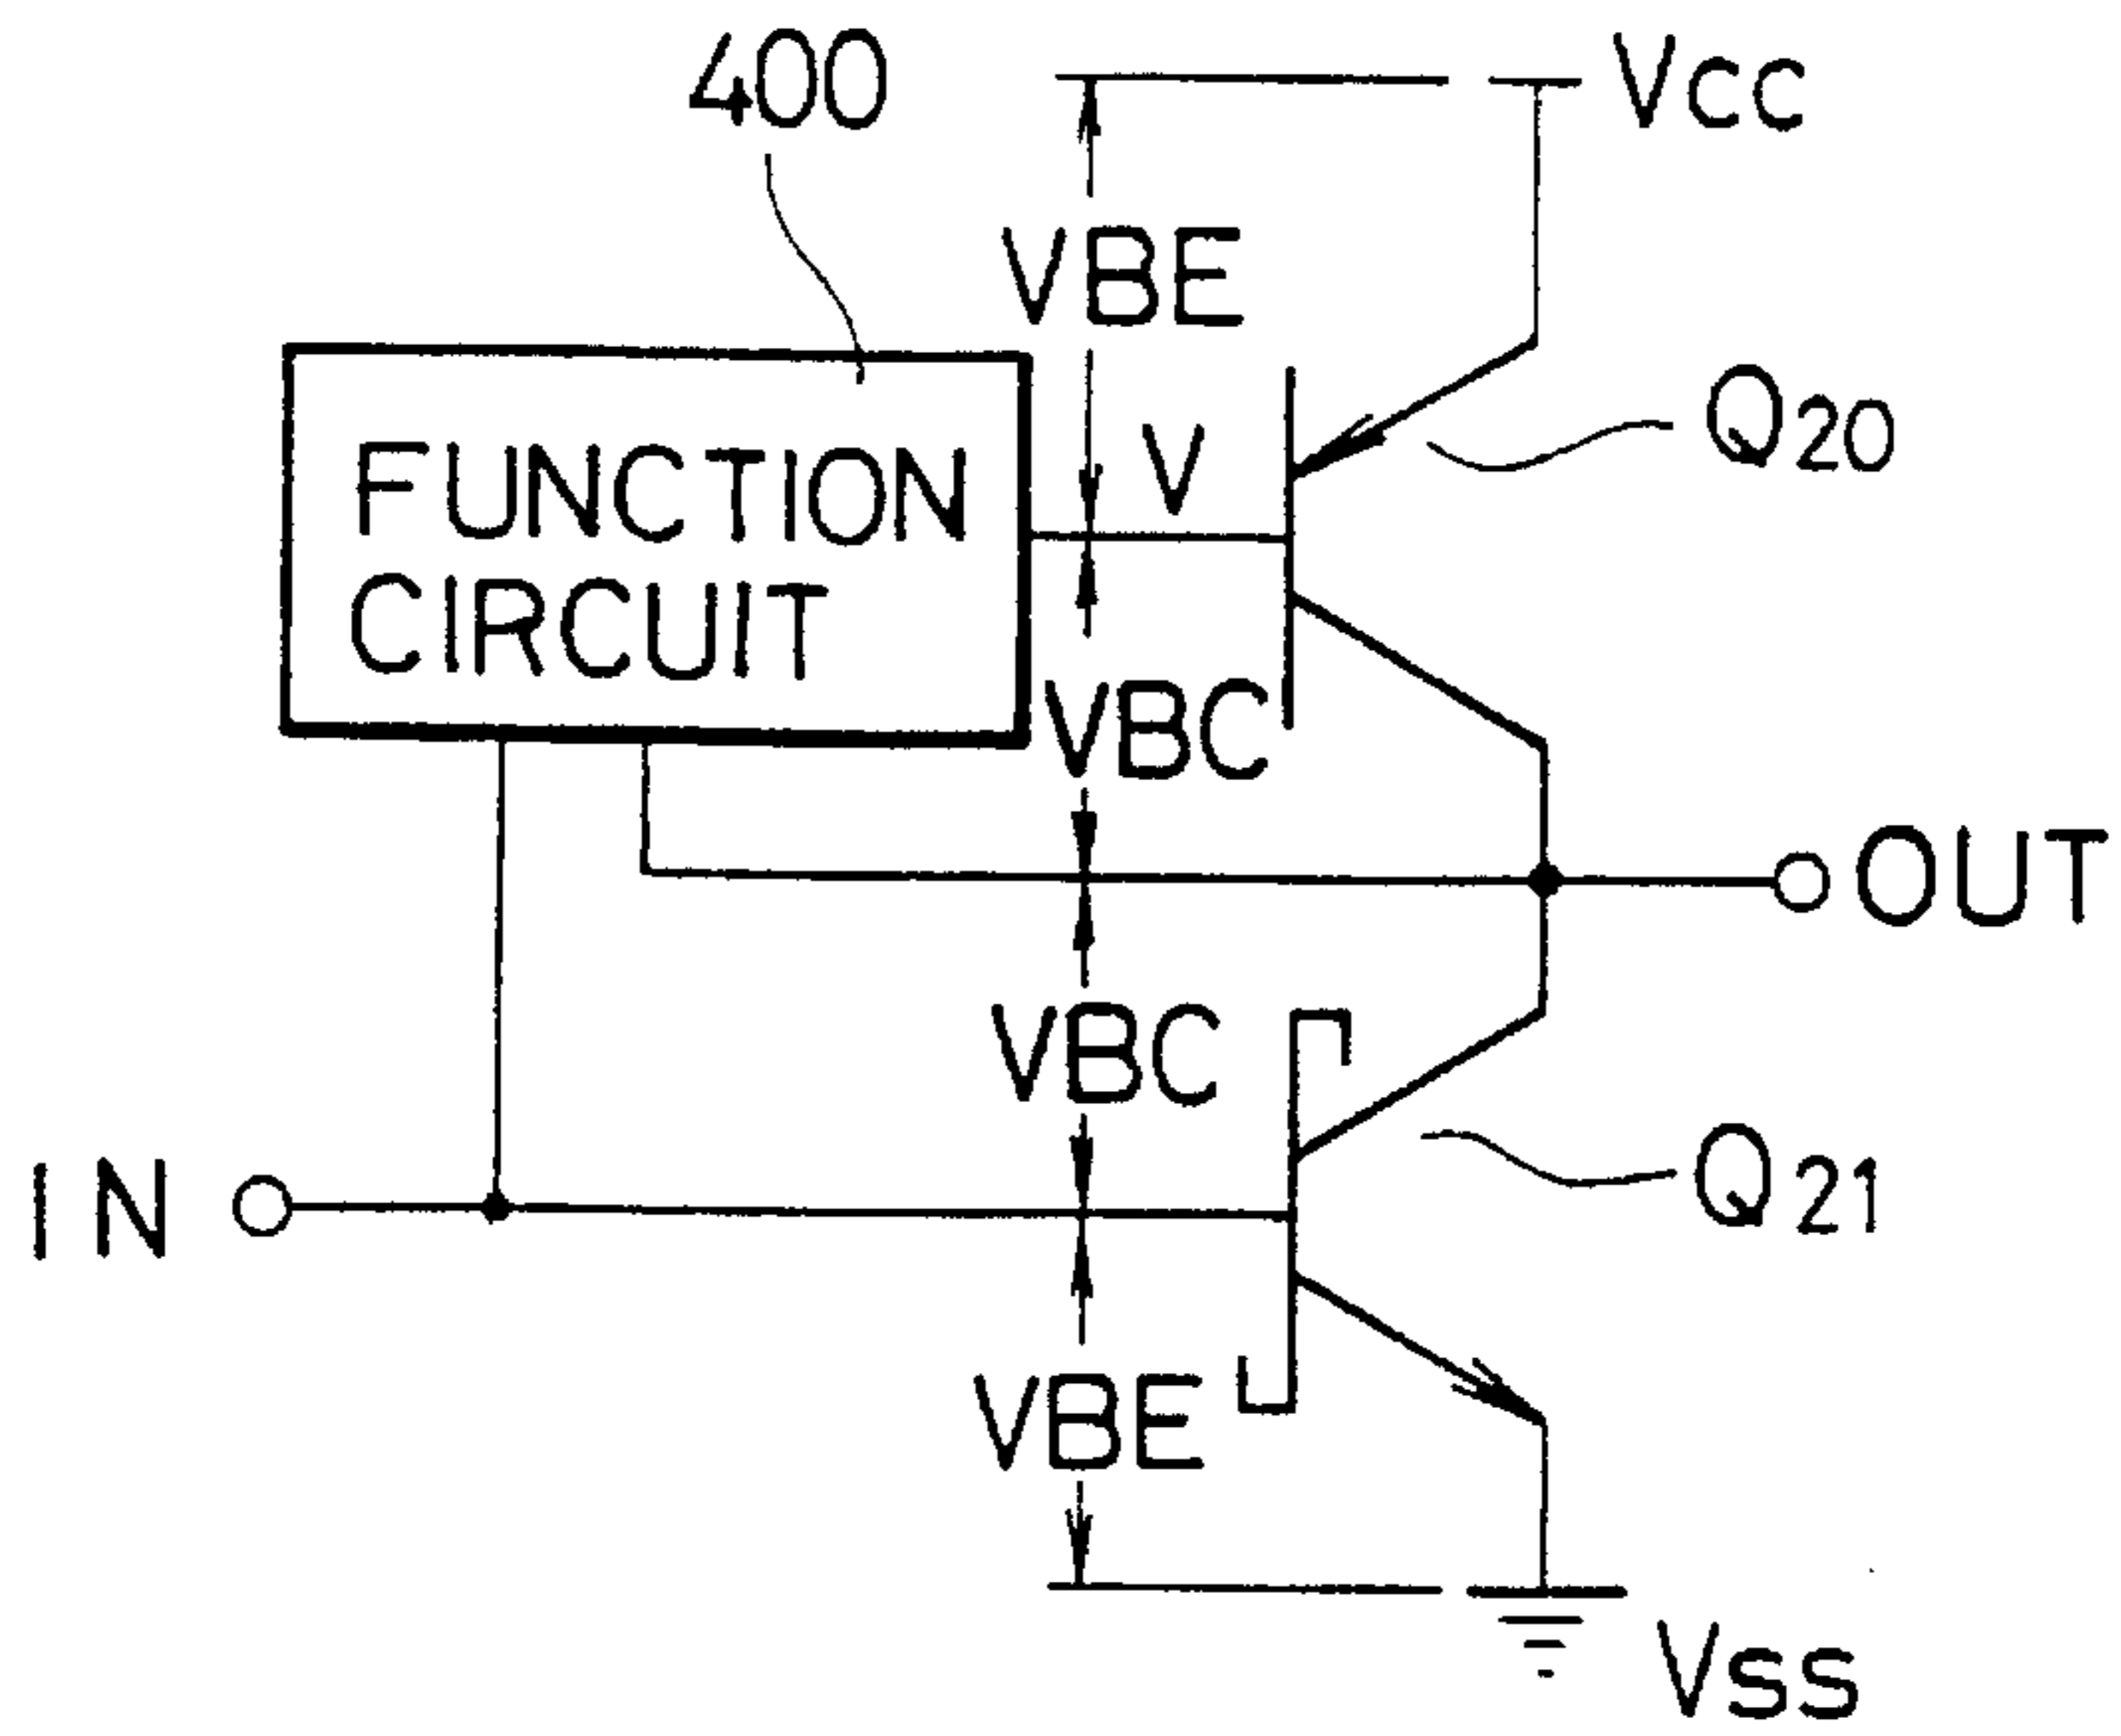 400
Vcc
VBE
Q20
FUNCTION
CIRCUIT
V
VBC
OUT
VBC
IN
Q21
VBE
Vss